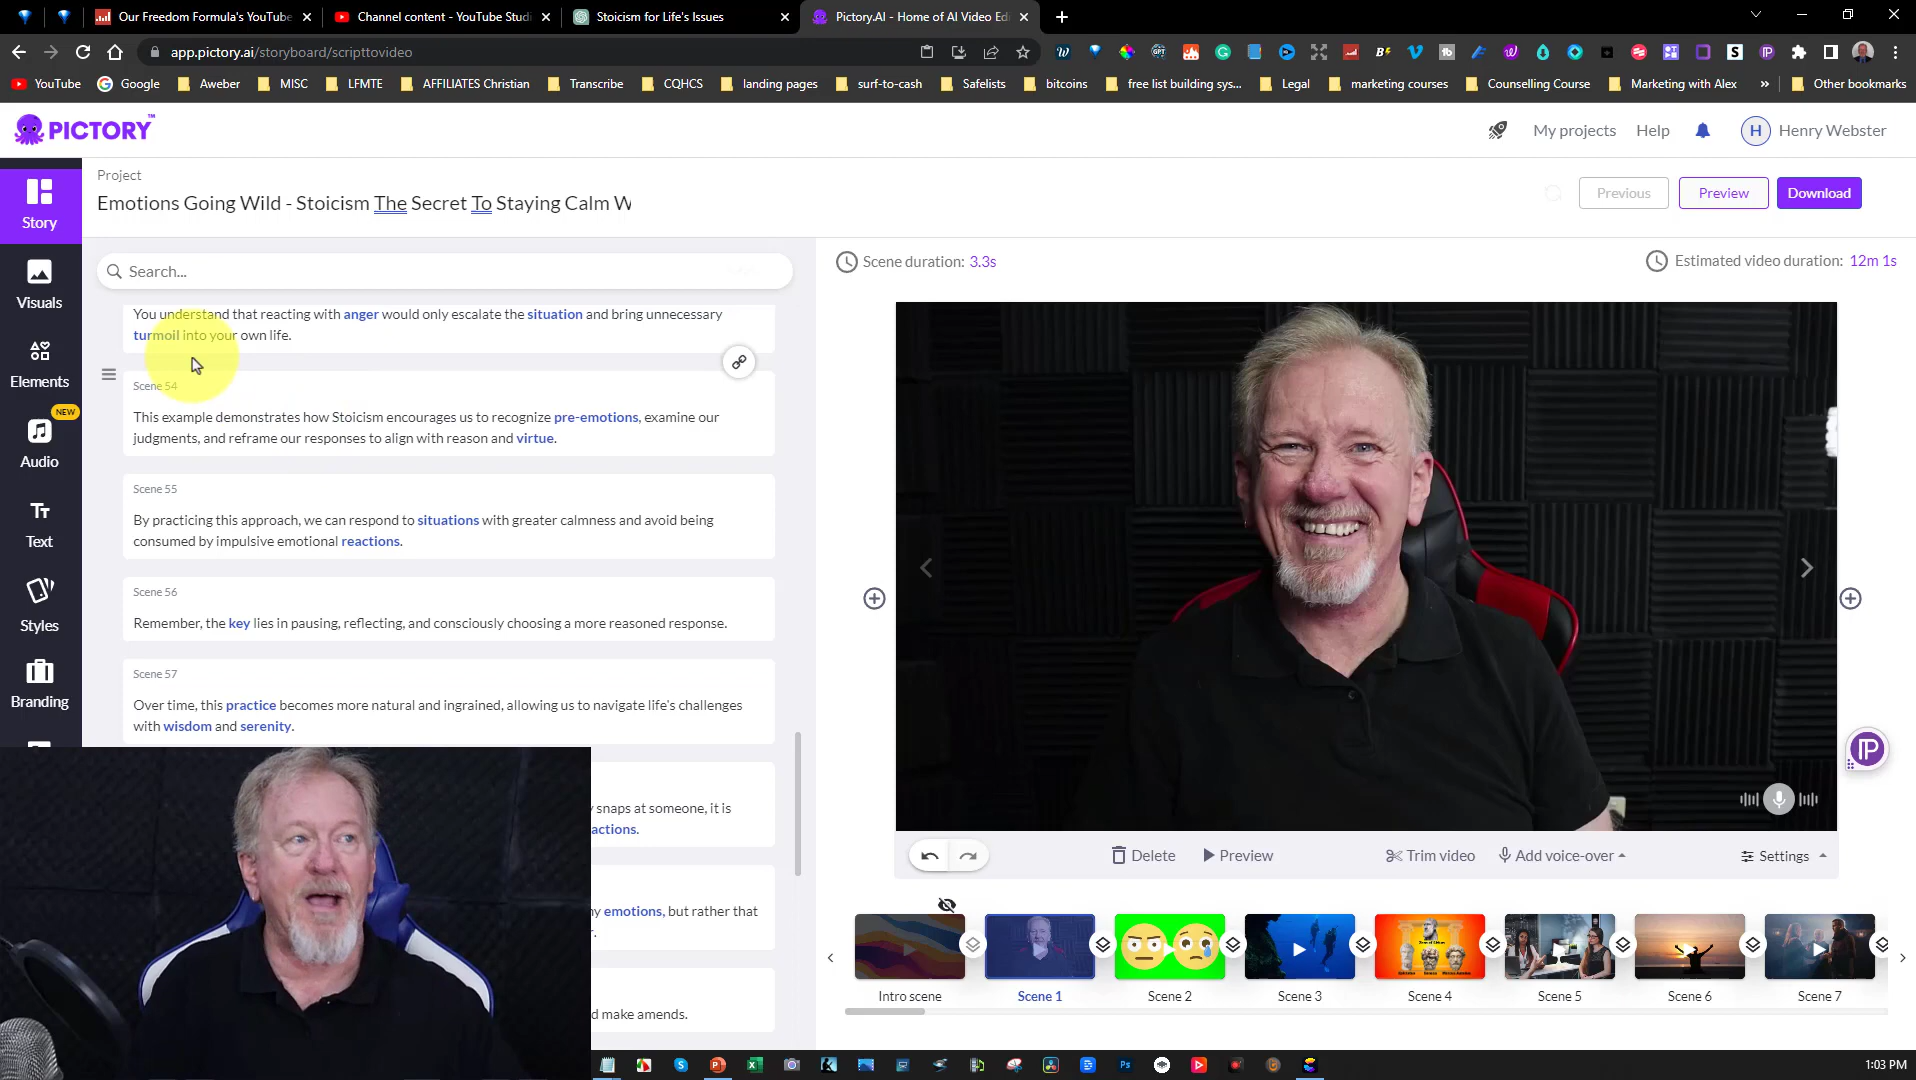 Our Freedom Formula's YouTube
Channel content - YouTube Studi
Stoicism for Life's Issues
Pictory.AI - Home of AI Video Edi
app.pictory.ai/storyboard/scripttovideo
YouTube
Google
Aweber
MISC
LFMTE
AFFILIATES Christian
Transcribe
CQHCS
landing pages
surf-to-cash
Safelists
bitcoins
free list building sys...
Legal
marketing courses
Counselling Course
Marketing with Alex
Other bookmarks
PICTORY™
My projects
Help
H
Henry Webster
Project
Emotions Going Wild - Stoicism The Secret To Staying Calm W
Previous
Preview
Download
Story
Visuals
Elements
NEW
Audio
Text
Styles
Branding
Search...
You understand that reacting with anger would only escalate the situation and bring unnecessary
turmoil into your own life.
Scene 54
This example demonstrates how Stoicism encourages us to recognize pre-emotions, examine our
judgments, and reframe our responses to align with reason and virtue.
Scene 55
By practicing this approach, we can respond to situations with greater calmness and avoid being
consumed by impulsive emotional reactions.
Scene 56
Remember, the key lies in pausing, reflecting, and consciously choosing a more reasoned response.
Scene 57
Over time, this practice becomes more natural and ingrained, allowing us to navigate life's challenges
with wisdom and serenity.
y snaps at someone, it is
actions.
ny emotions, but rather that
r.
d make amends.
Scene duration: 3.3s
Estimated video duration: 12m 1s
Delete
Preview
Trim video
Add voice-over
Settings
Intro scene
Scene 1
Scene 2
Scene 3
Scene 4
Scene 5
Scene 6
Scene 7
1:03 PM